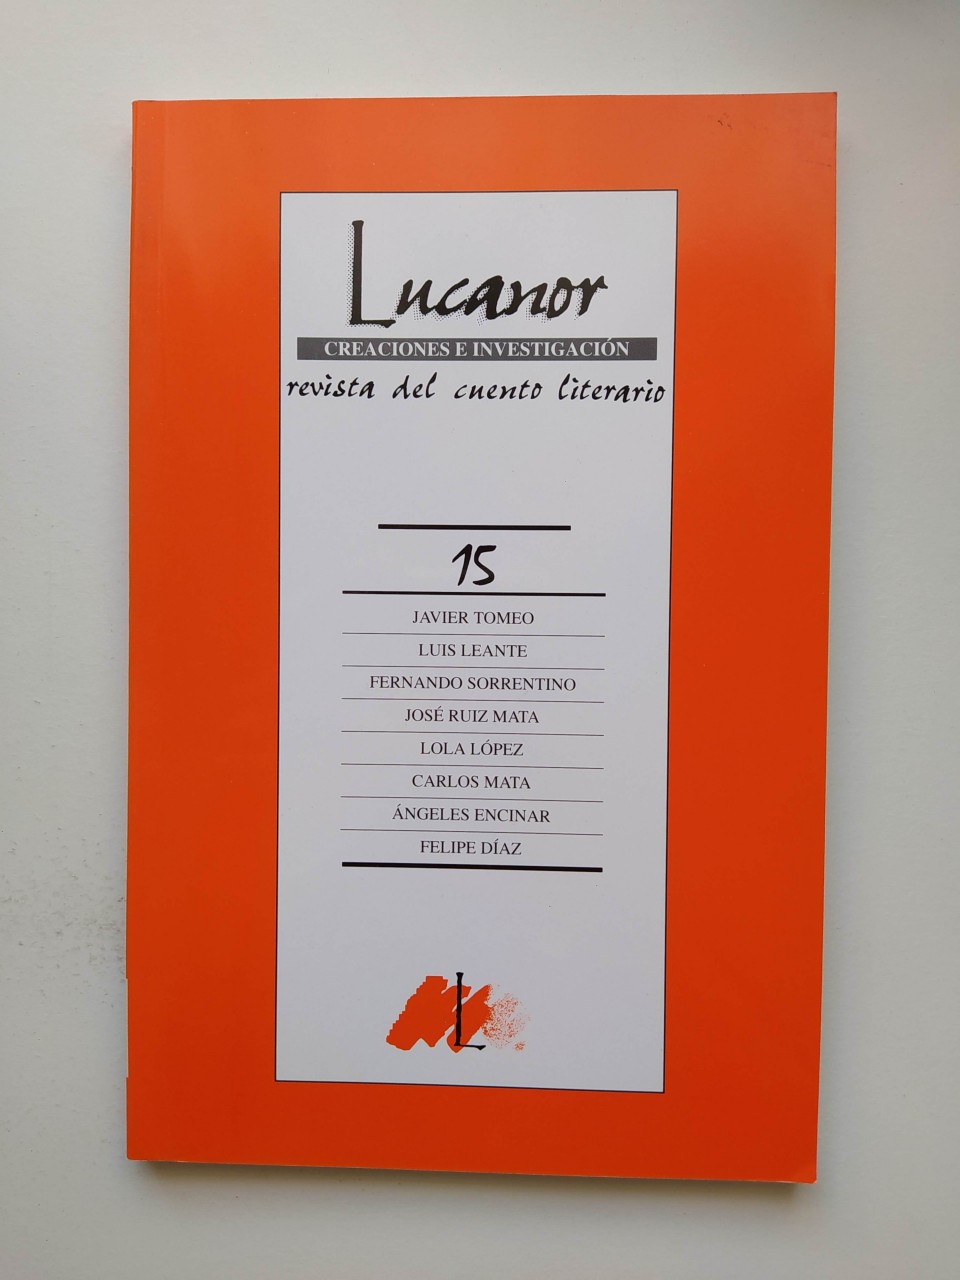 Lucanor
CREACIONES E INVESTIGACIÓN
revista del cuento literario
15
JAVIER TOMEO
LUIS LEANTE
FERNANDO SORRENTINO
JOSÉ RUIZ MATA
LOLA LÓPEZ
CARLOS MATA
ÁNGELES ENCINAR
FELIPE DÍAZ
L